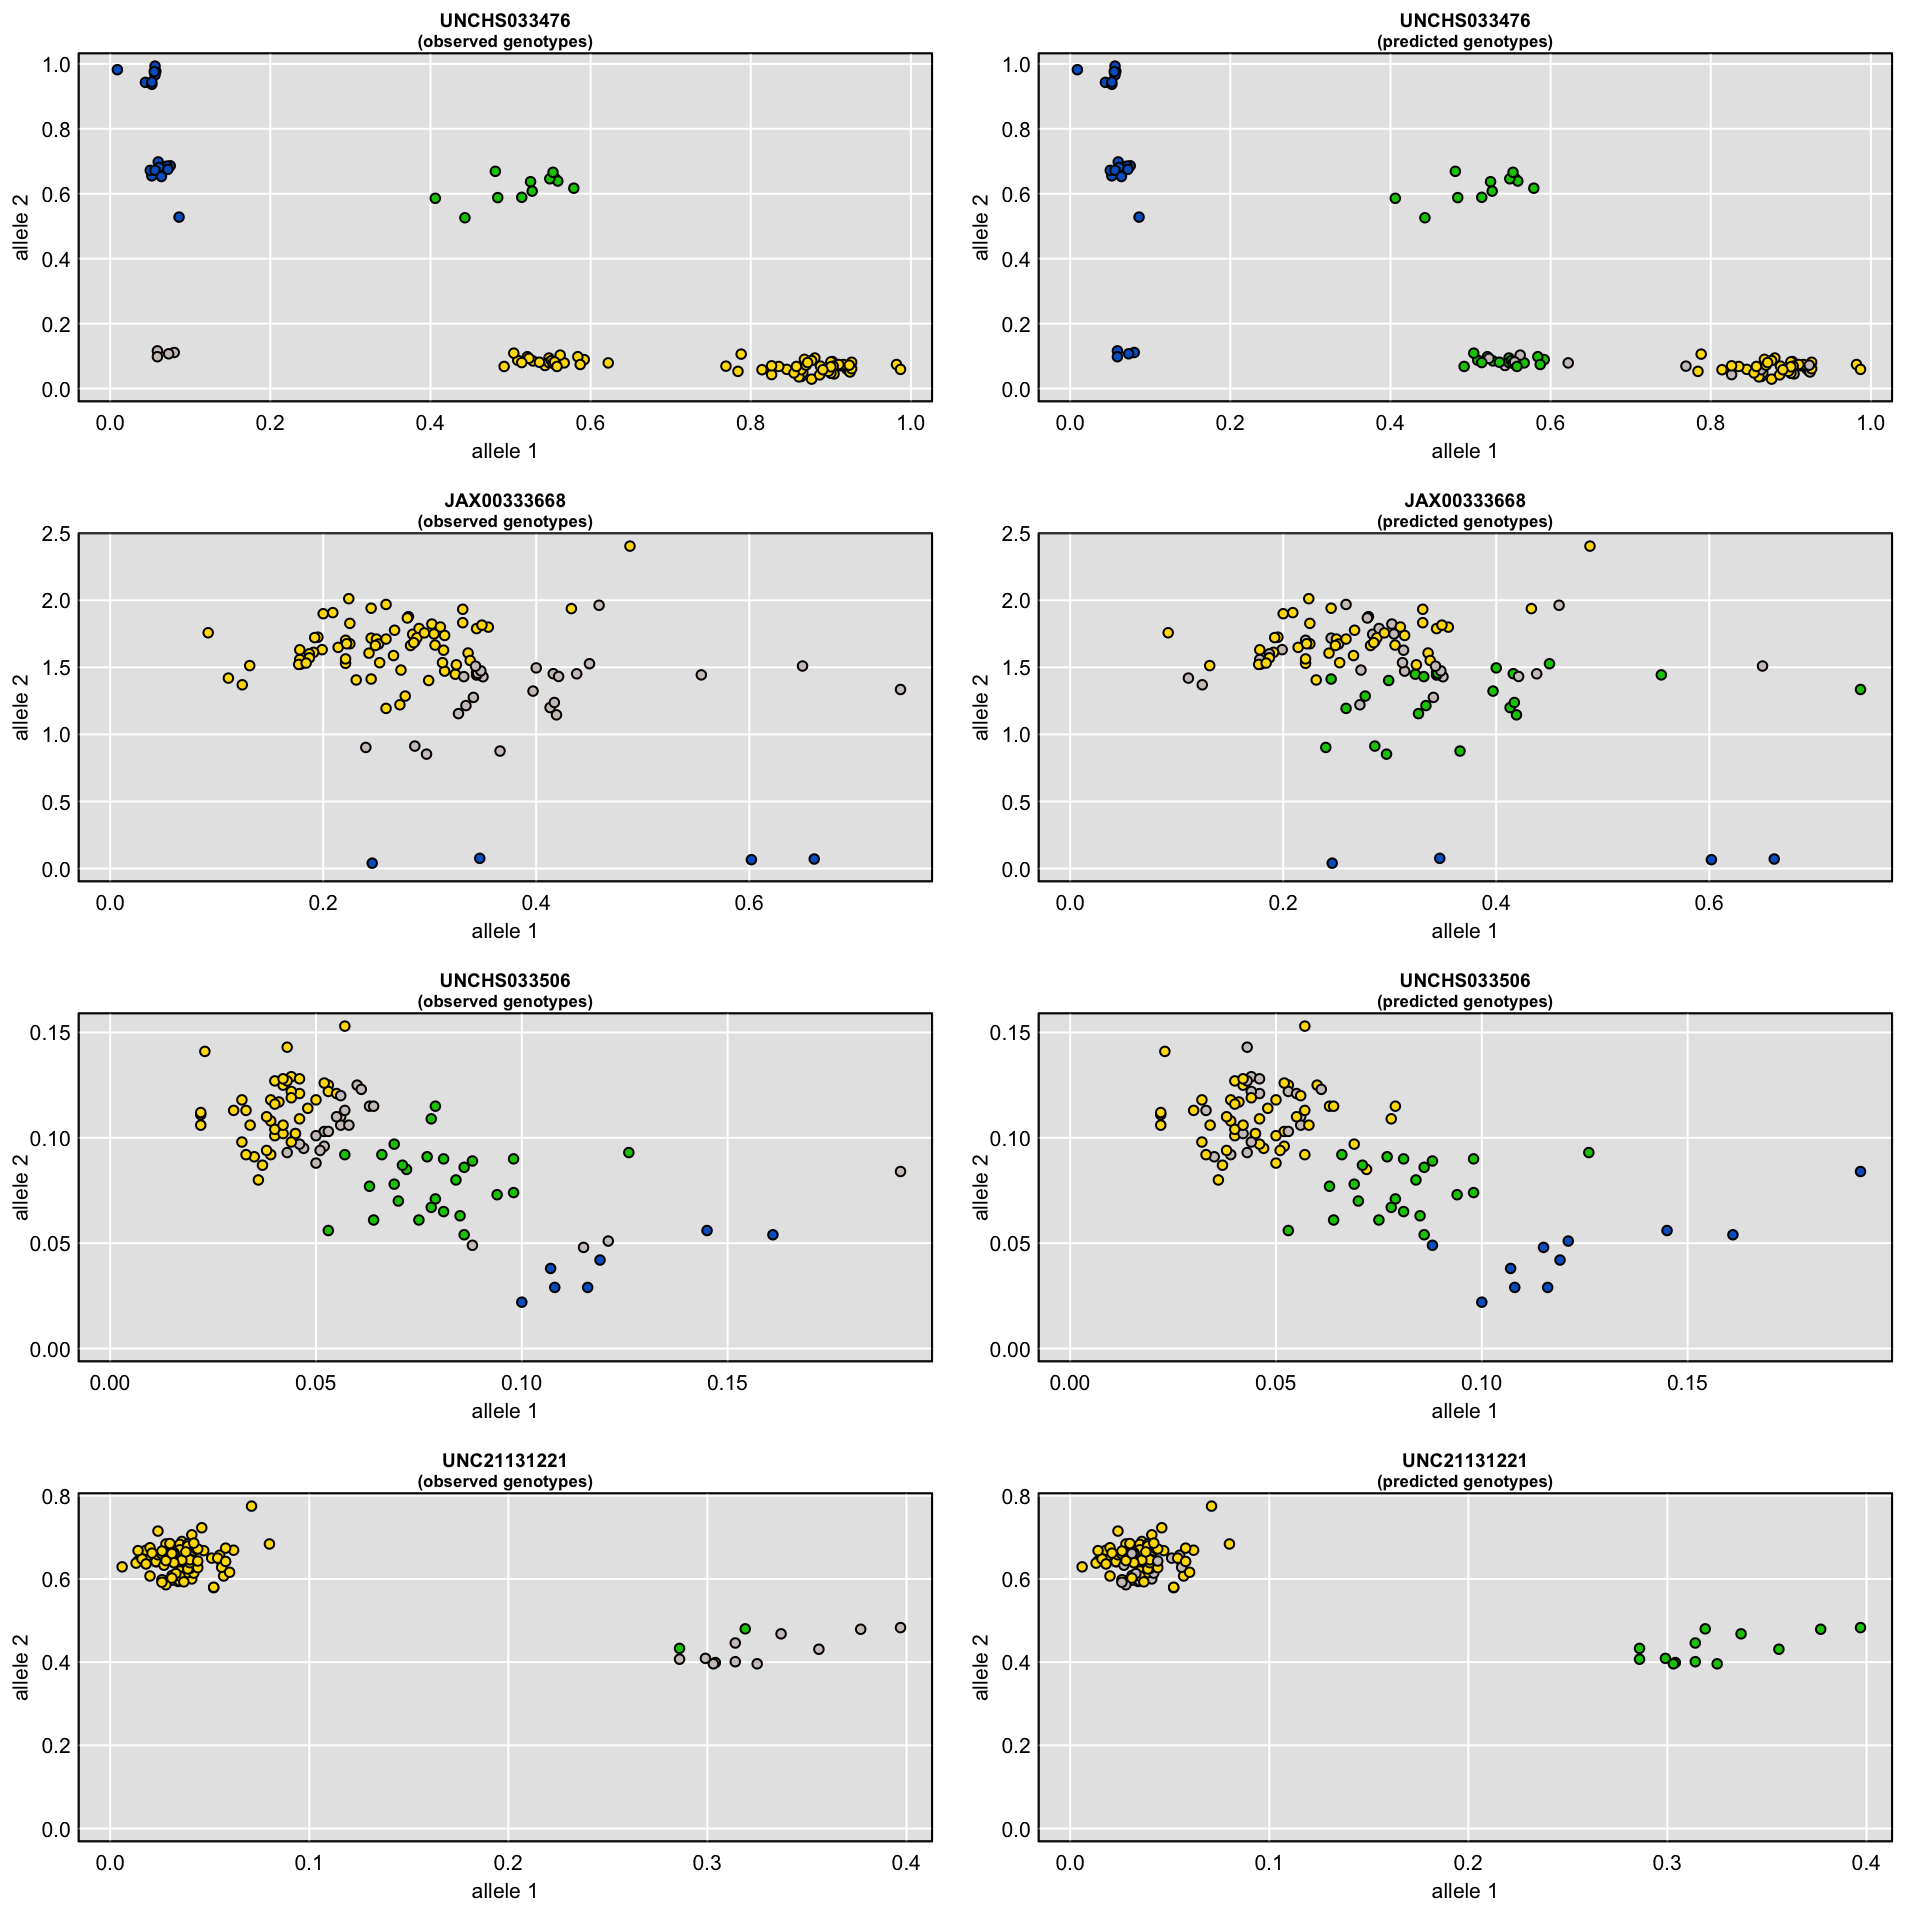 UNCHS033476
(observed genotypes)
1.0
0.8
0.6
0.4
0.2
0.0
allele 2
0.0 0.2 0.4 0.6 0.8 1.0
allele 1
UNCHS033476
(predicted genotypes)
1.0
0.8
0.6
0.4
0.2
0.0
allele 2
0.0 0.2 0.4 0.6 0.8 1.0
allele 1
JAX00333668
(observed genotypes)
2.5
2.0
1.5
1.0
0.5
0.0
allele 2
0.0 0.2 0.4 0.6
allele 1
JAX00333668
(predicted genotypes)
2.5
2.0
1.5
1.0
0.5
0.0
allele 2
0.0 0.2 0.4 0.6
allele 1
UNCHS033506
(observed genotypes)
0.15
0.10
0.05
0.00
allele 2
0.00 0.05 0.10 0.15
allele 1
UNCHS033506
(predicted genotypes)
0.15
0.10
0.05
0.00
allele 2
0.00 0.05 0.10 0.15
allele 1
UNC21131221
(observed genotypes)
0.8
0.6
0.4
0.2
0.0
allele 2
0.0 0.1 0.2 0.3 0.4
allele 1
UNC21131221
(predicted genotypes)
0.8
0.6
0.4
0.2
0.0
allele 2
0.0 0.1 0.2 0.3 0.4
allele 1